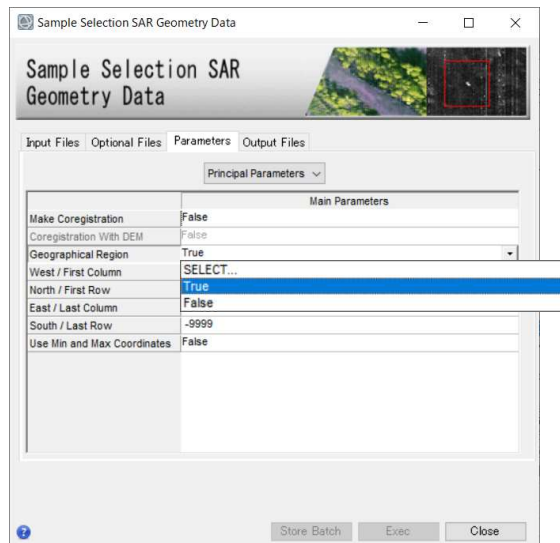 Sample Selection SAR Geometry Data
Sample Selection SAR
Geometry Data
Input Files Optional Files Parameters Output Files
Principal Parameters
Main Parameters
Make Coregistration False
Coregistration With DEM False
Geographical Region True
West / First Column SELECT...
North / First Row True
East / Last Column False
South / Last Row -9999
Use Min and Max Coordinates False
Store Batch Exec Close